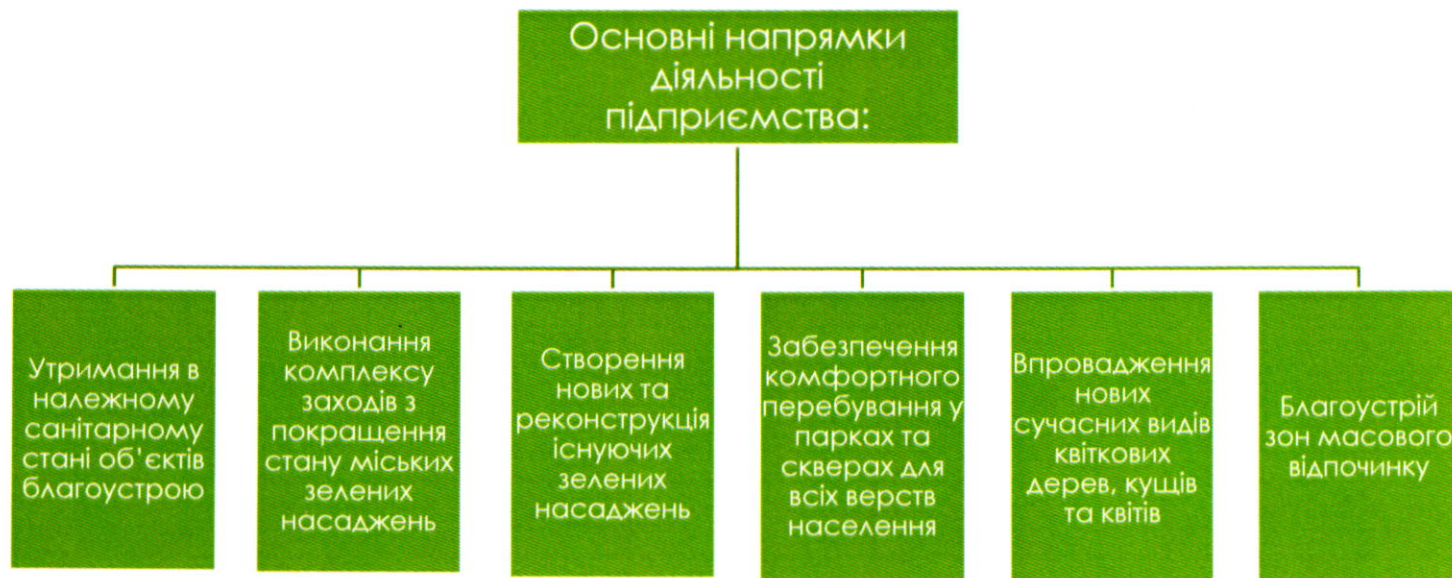 Основні напрямки
діяльності
підприємства:
Утримання в
належному
санітарному
стані об'єктів
благоустрою
Виконання
комплексу
заходів з
покращення
стану міських
зелених
насаджень
Створення
нових та
реконструкція
існуючих
зелених
насаджень
Забезпечення
комфортного
перебування у
парках та
скверах для
всіх верств
населення
Впровадження
нових
сучасних видів
квіткових
дерев, кущів
та квітів
Благоустрій
зон масового
відпочинку